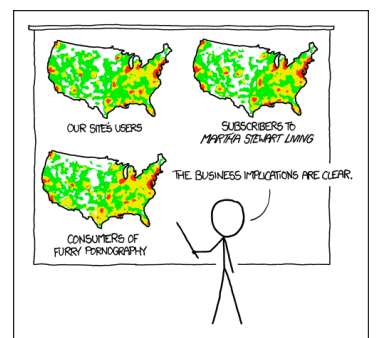 OUR SITE'S USERS
SUBSCRIBERS TO
MARTHA STEWART LIVING
CONSUMERS OF
FURRY PORNOGRAPHY
THE BUSINESS IMPLICATIONS ARE CLEAR.